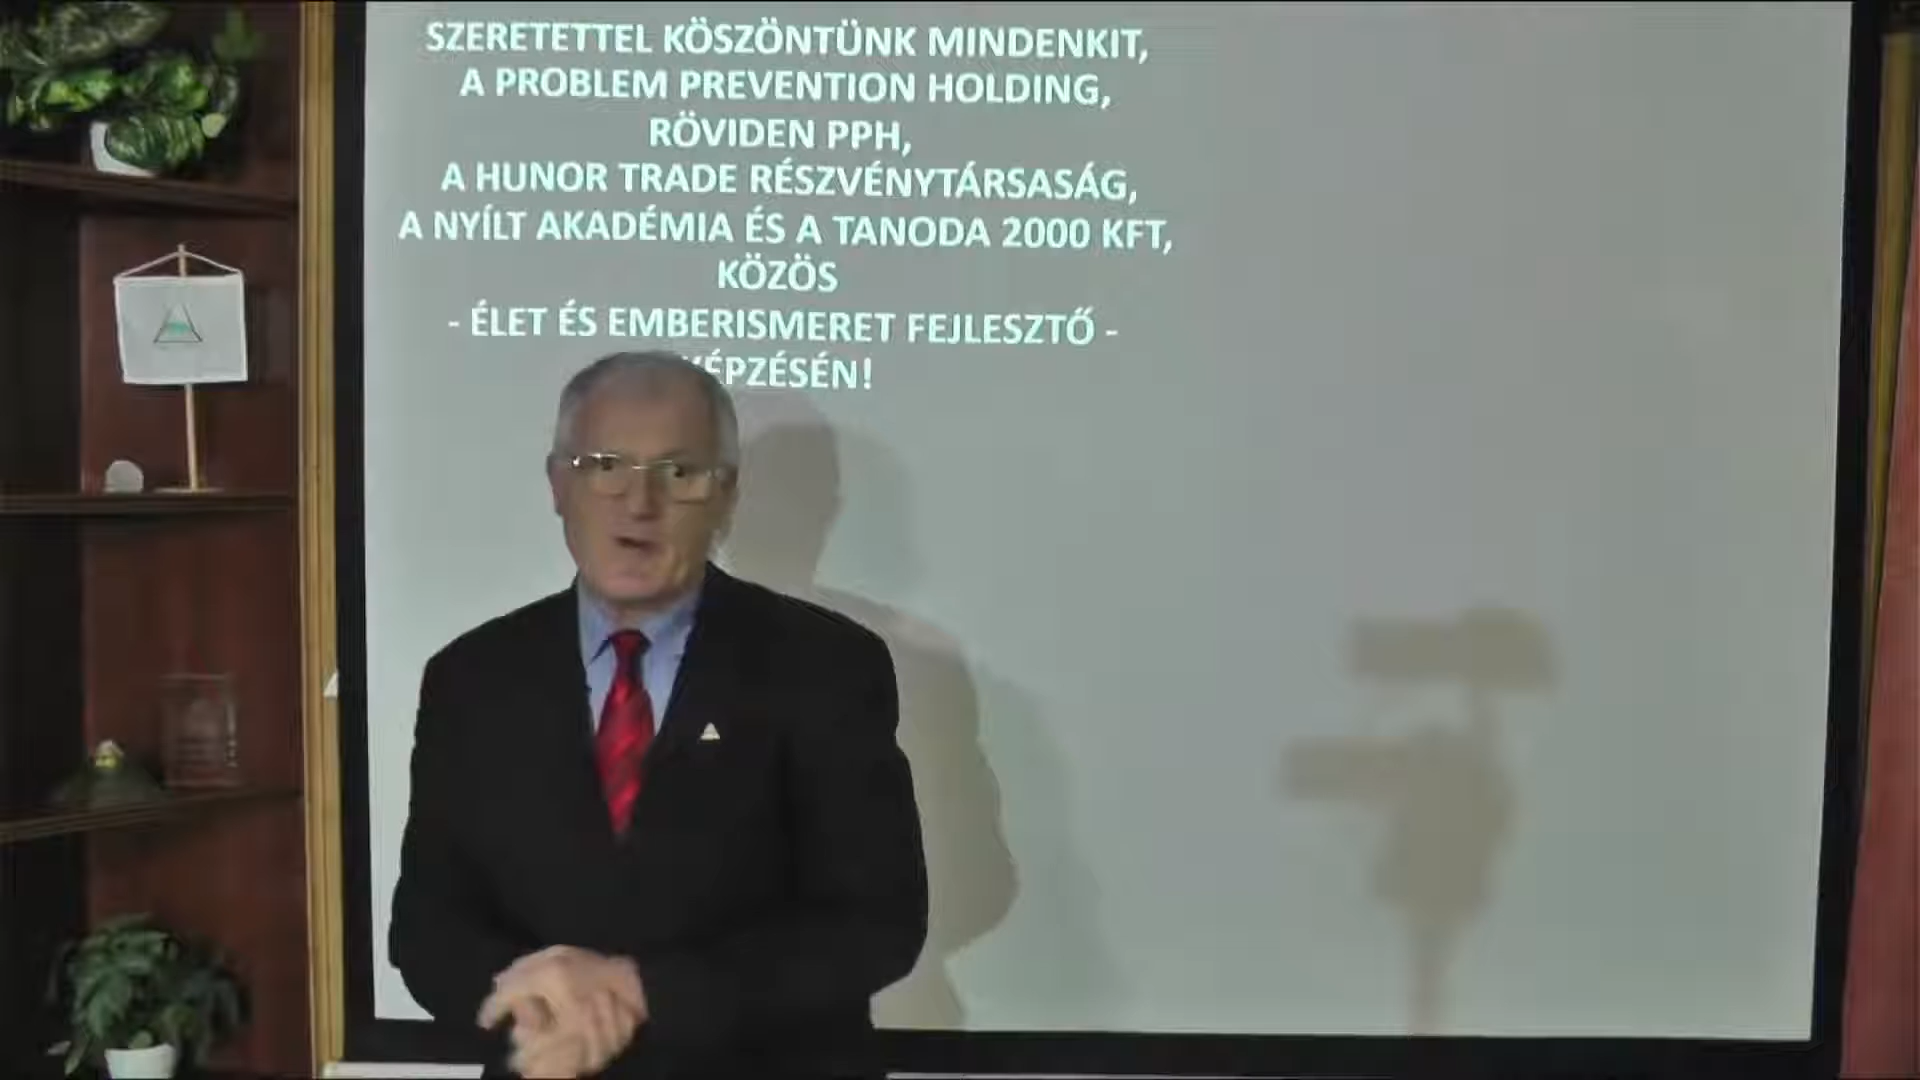 SZERETETTEL KÖSZÖNTÜNK MINDENKIT,
A PROBLEM PREVENTION HOLDING,
RÖVIDEN PPH,
A HUNOR TRADE RÉSZVÉNYTÁRSASÁG,
A NYÍLT AKADÉMIA ÉS A TANODA 2000 KFT,
KÖZÖS
- ÉLET ÉS EMBERISMERET FEJLESZTŐ -
KÉPZÉSÉN!